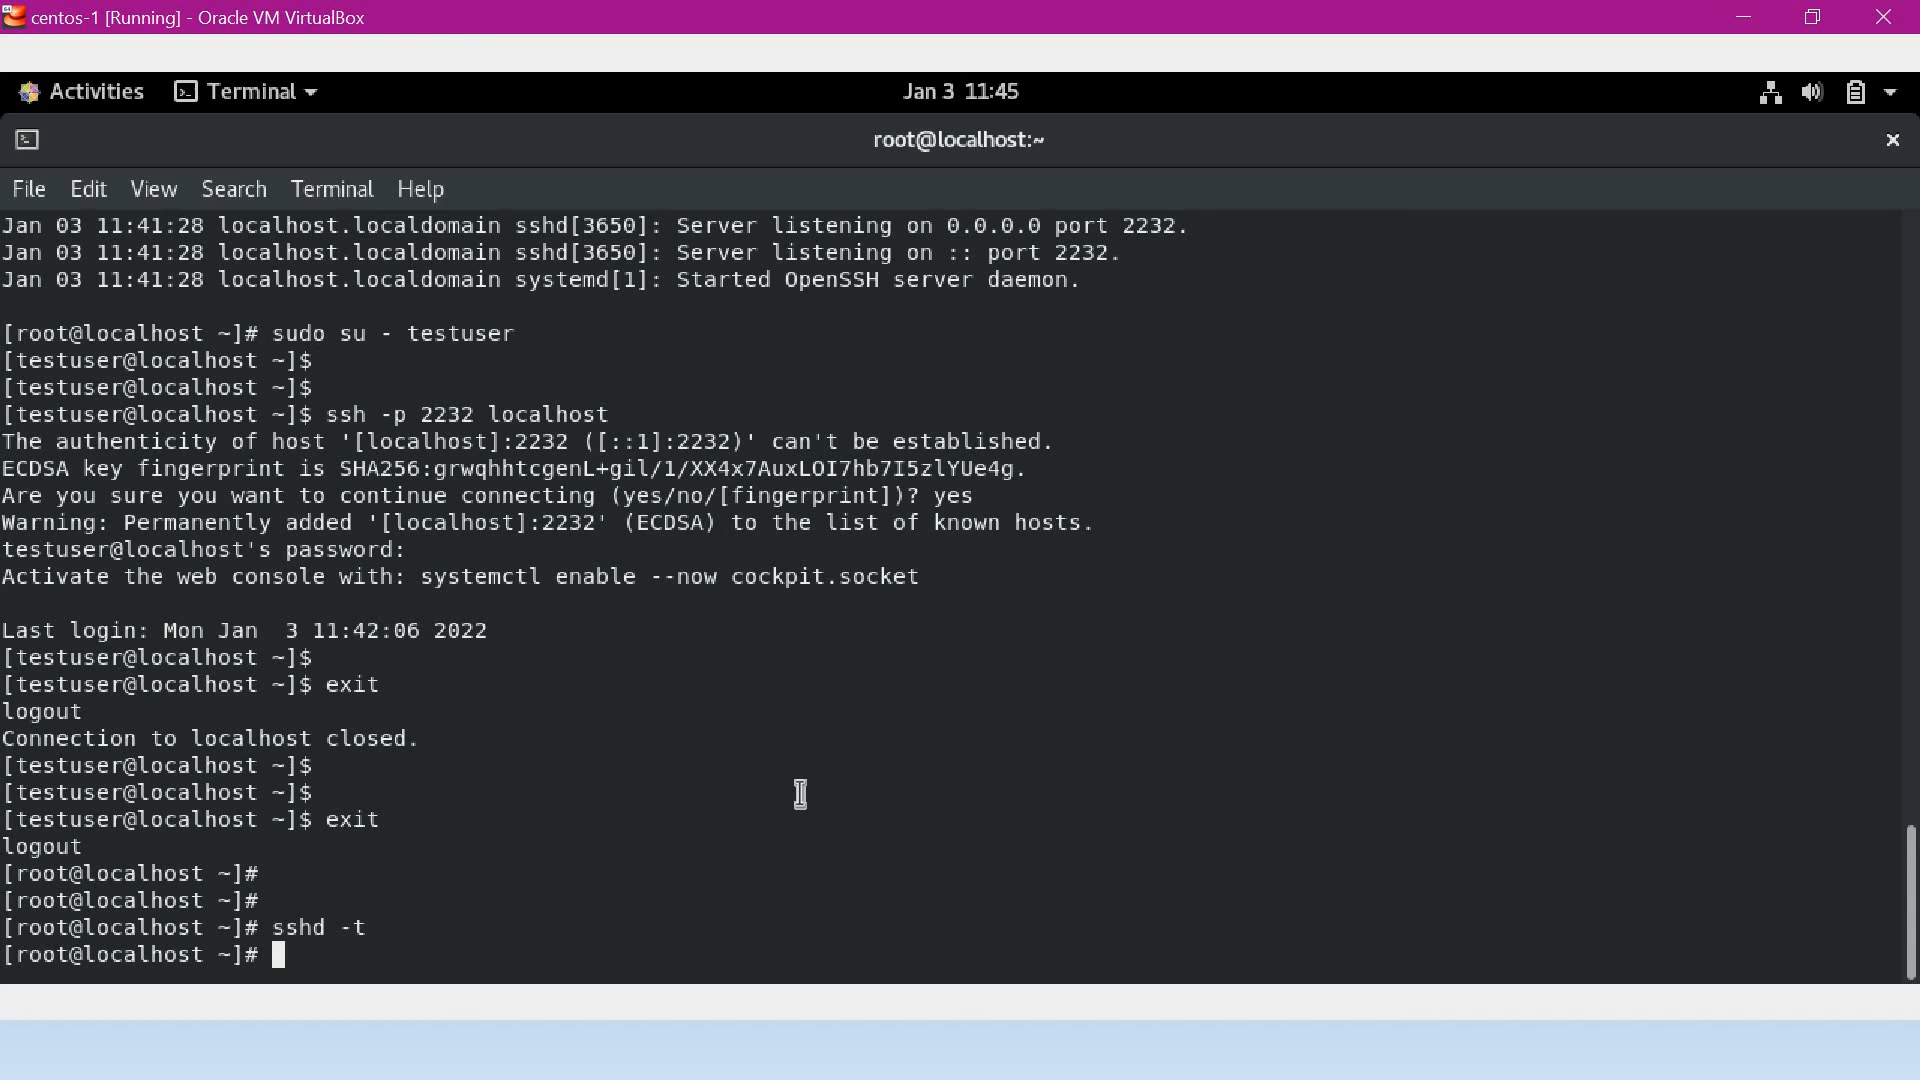 centos-1 [Running] - Oracle VM VirtualBox
Activities Terminal Jan 3 11:45
root@localhost:~
File Edit View Search Terminal Help
Jan 03 11:41:28 localhost.localdomain sshd[3650]: Server listening on 0.0.0.0 port 2232.
Jan 03 11:41:28 localhost.localdomain sshd[3650]: Server listening on :: port 2232.
Jan 03 11:41:28 localhost.localdomain systemd[1]: Started OpenSSH server daemon.
[root@localhost ~]# sudo su - testuser
[testuser@localhost ~]$
[testuser@localhost ~]$
[testuser@localhost ~]$ ssh -p 2232 localhost
The authenticity of host '[localhost]:2232 ([::1]:2232)' can't be established.
ECDSA key fingerprint is SHA256:grwqhhtcgenL+gil/1/XX4x7AuxLOI7hb7I5zlYUe4g.
Are you sure you want to continue connecting (yes/no/[fingerprint])? yes
Warning: Permanently added '[localhost]:2232' (ECDSA) to the list of known hosts.
testuser@localhost's password:
Activate the web console with: systemctl enable --now cockpit.socket
Last login: Mon Jan  3 11:42:06 2022
[testuser@localhost ~]$
[testuser@localhost ~]$ exit
logout
Connection to localhost closed.
[testuser@localhost ~]$
[testuser@localhost ~]$
[testuser@localhost ~]$ exit
logout
[root@localhost ~]#
[root@localhost ~]#
[root@localhost ~]# sshd -t
[root@localhost ~]#